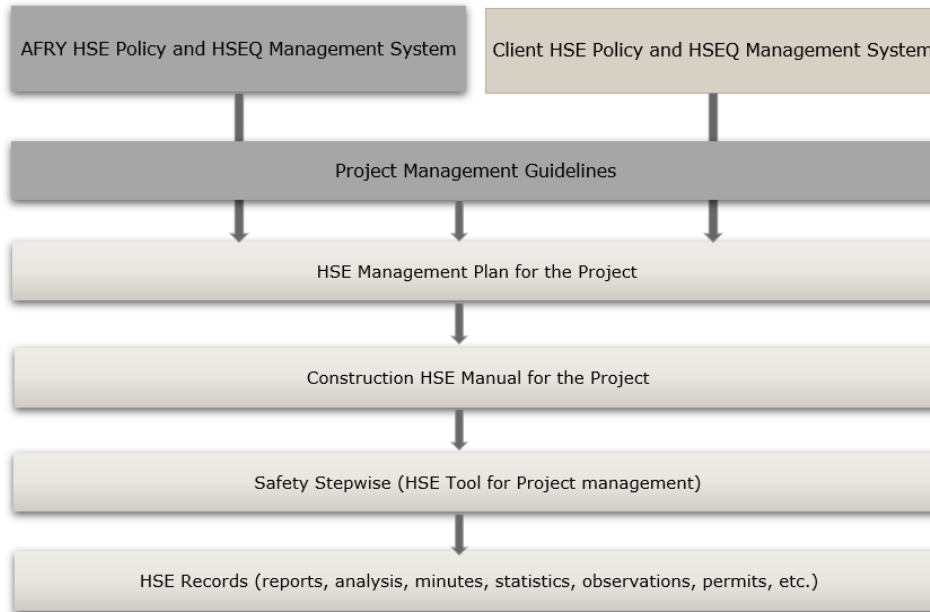 AFRY HSE Policy and HSEQ Management System
Client HSE Policy and HSEQ Management System
Project Management Guidelines
HSE Management Plan for the Project
Construction HSE Manual for the Project
Safety Stepwise (HSE Tool for Project management)
HSE Records (reports, analysis, minutes, statistics, observations, permits, etc.)